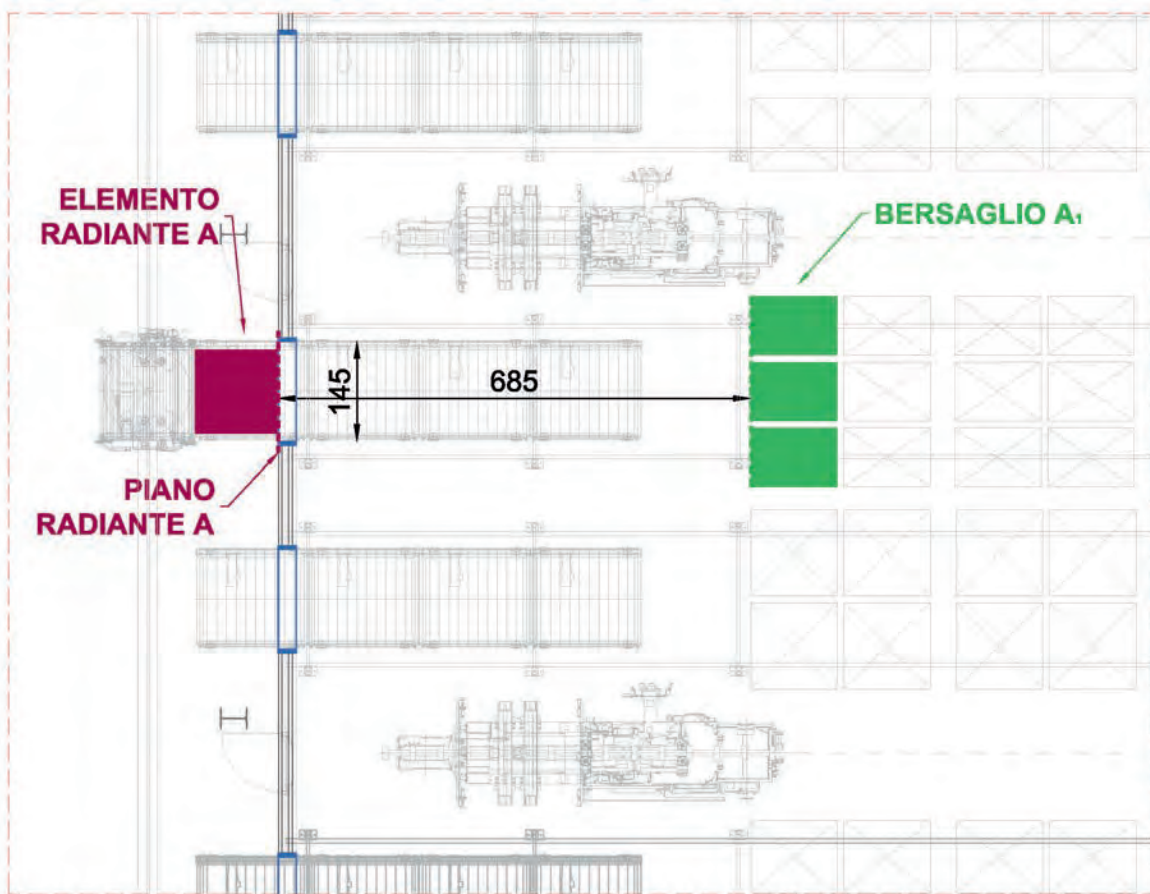 ELEMENTO
RADIANTE A
BERSAGLIO A₁
145
685
PIANO
RADIANTE A